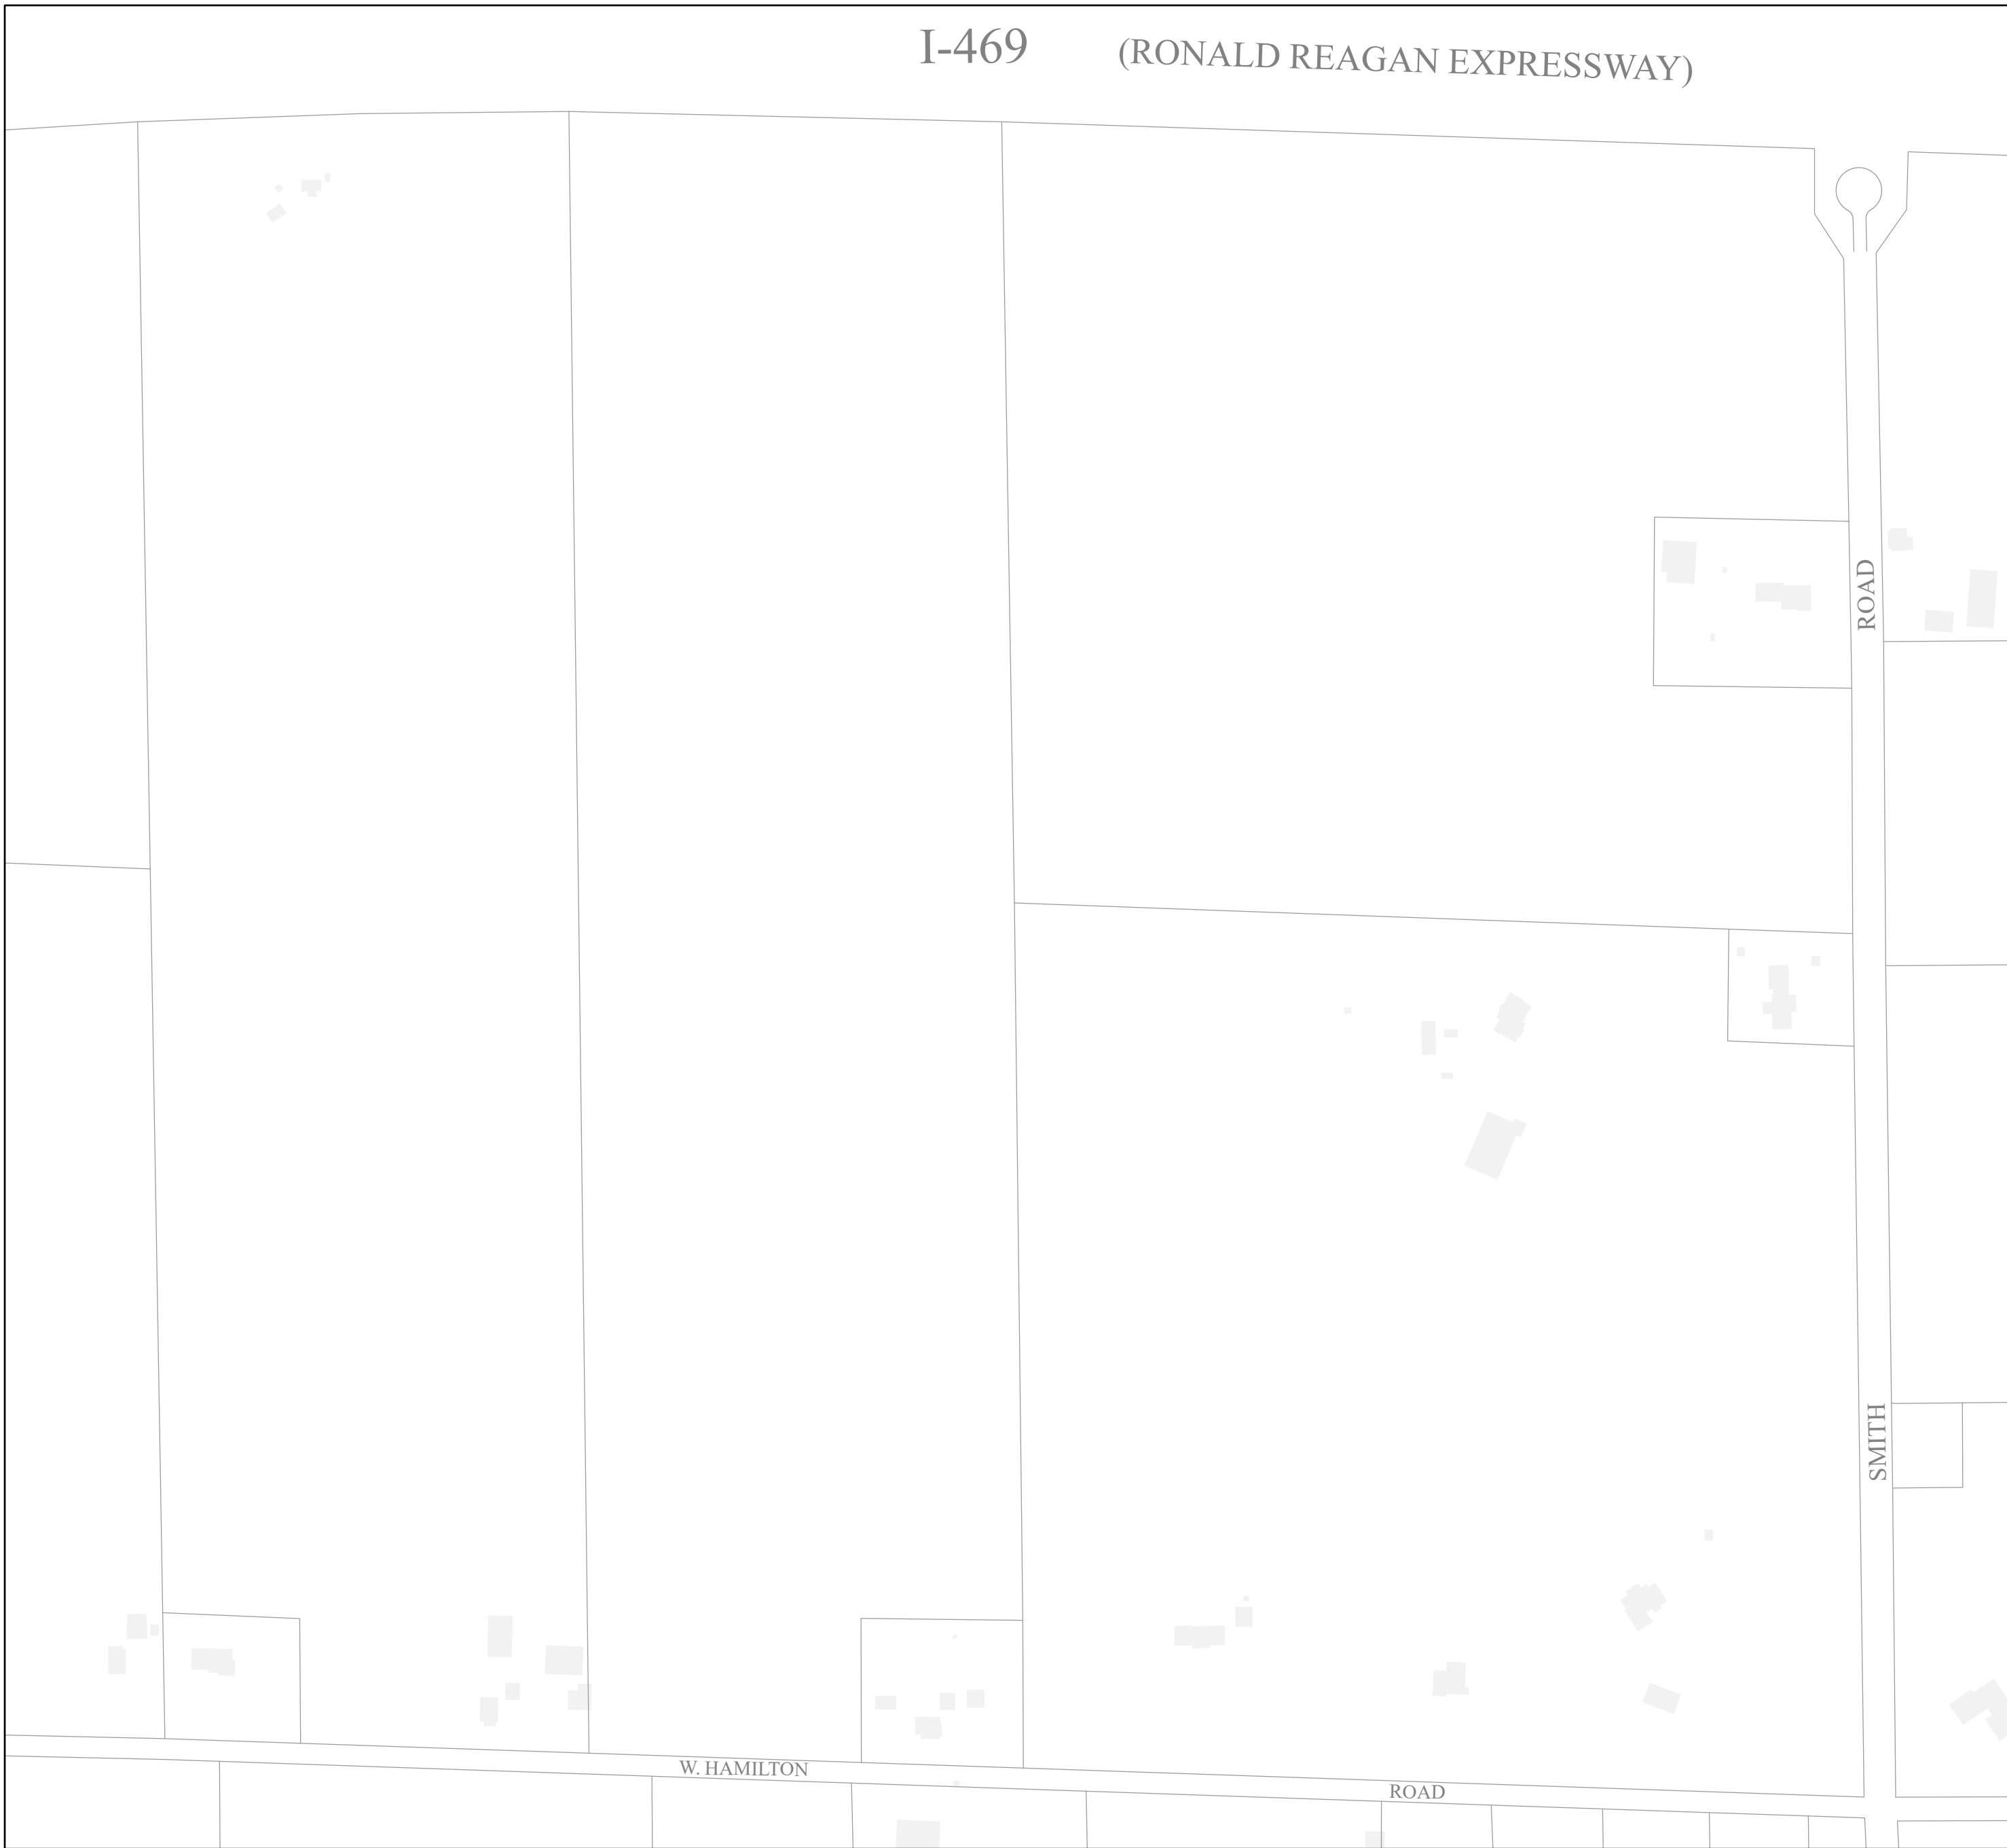 I-469
(RONALD REAGAN EXPRESSWAY)
ROAD
SMITH
W. HAMILTON
ROAD